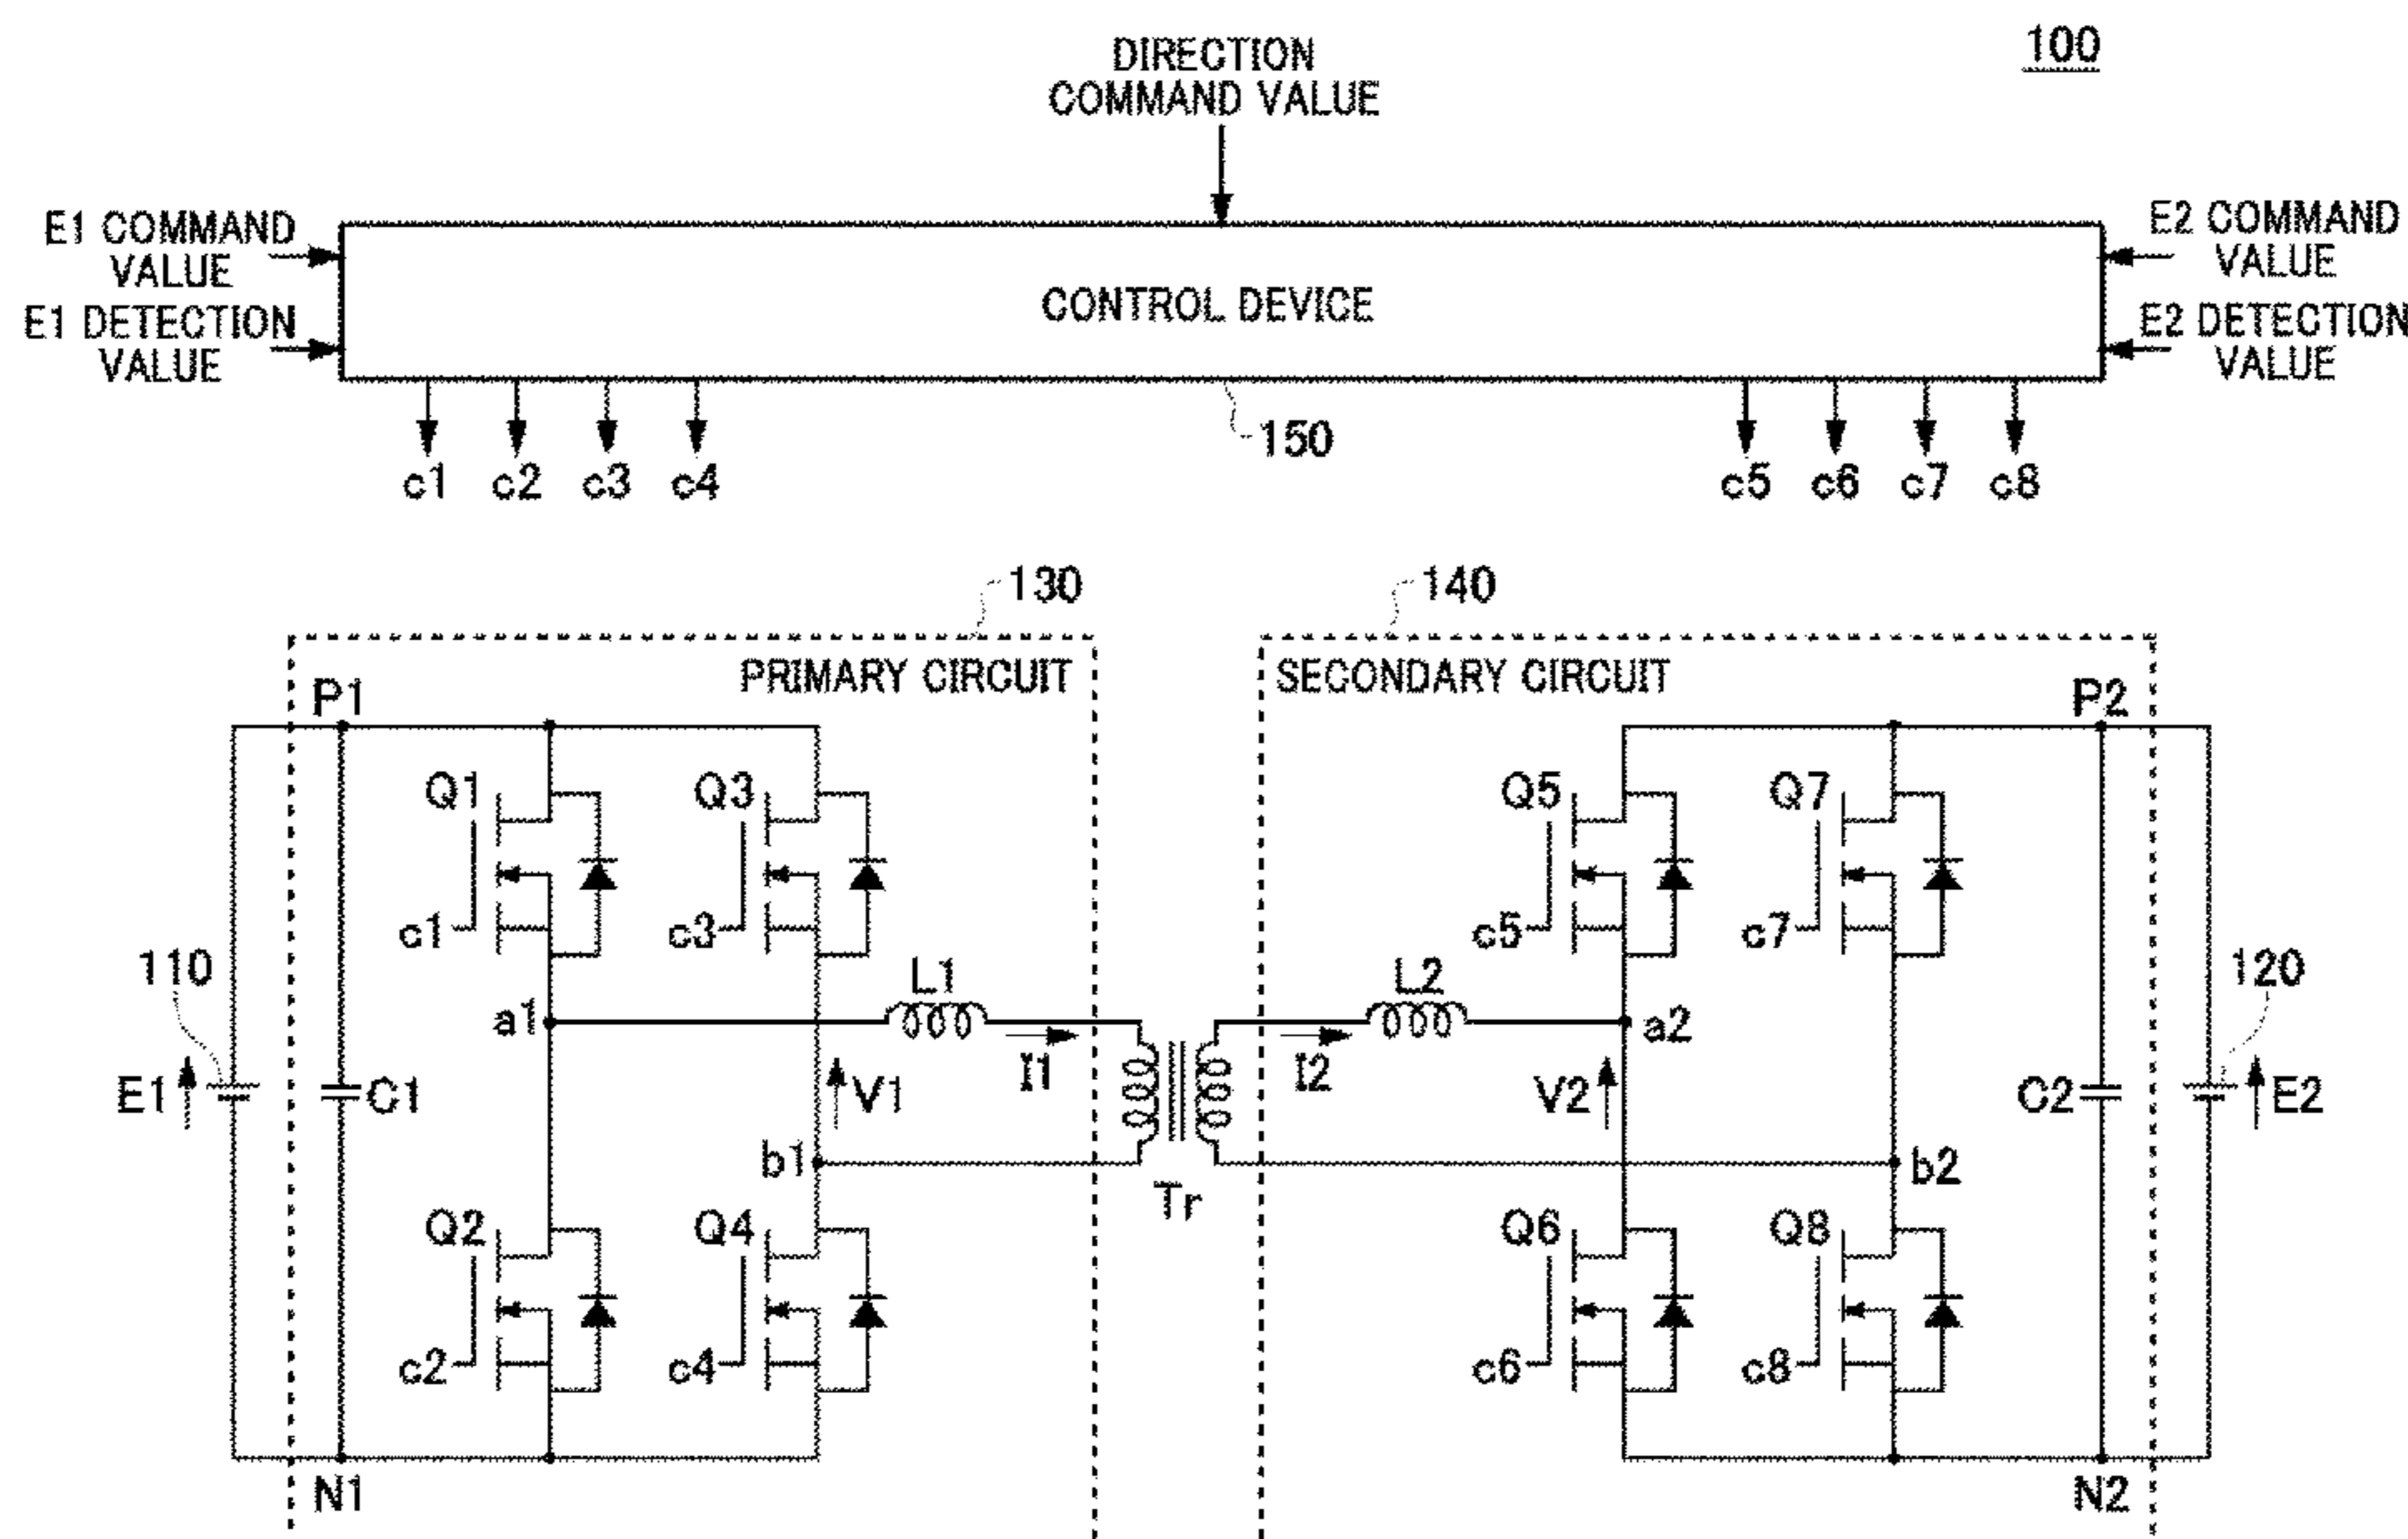 100
DIRECTION
COMMAND VALUE
E1 COMMAND
VALUE
E1 DETECTION
VALUE
CONTROL DEVICE
E2 COMMAND
VALUE
E2 DETECTION
VALUE
150
c1 c2 c3 c4
c5 c6 c7 c8
130
140
PRIMARY CIRCUIT
SECONDARY CIRCUIT
P1
P2
Q1 Q3 Q5 Q7
c1 c3 c5 c7
110
L1
L2
120
a1
a2
E1
C1
V1
I1
I2
V2
C2
E2
b1
b2
Tr
Q2 Q4 Q6 Q8
c2 c4 c6 c8
N1
N2